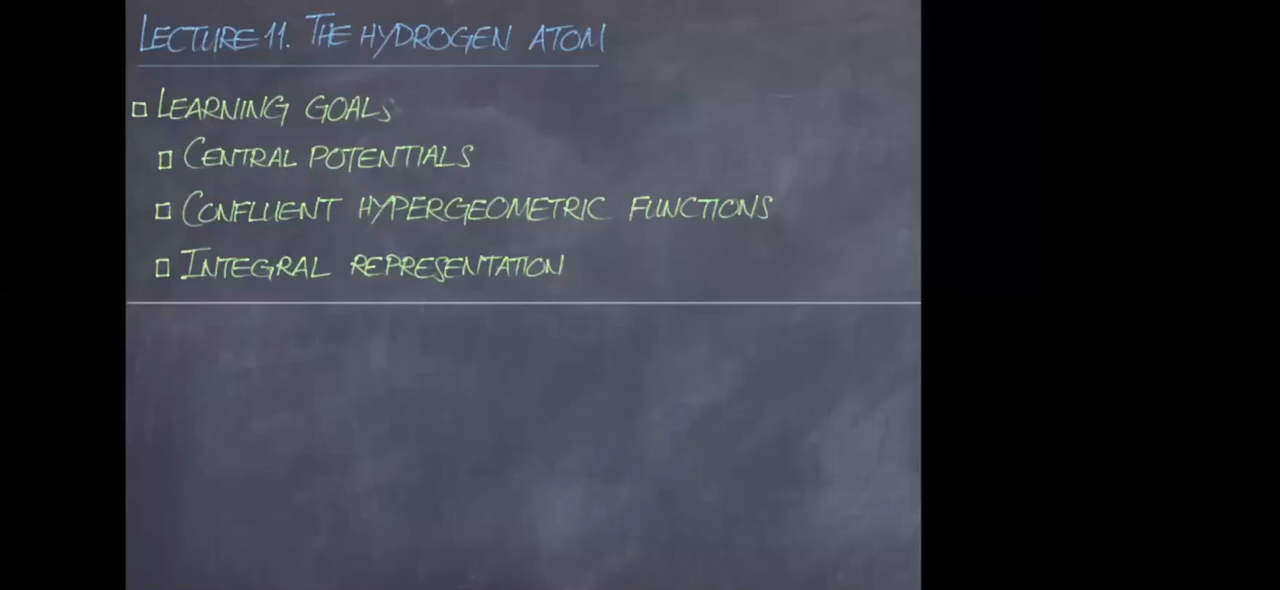 LECTURE 11. THE HYDROGEN ATOM
LEARNING GOALS
CENTRAL POTENTIALS
CONFLUENT HYPERGEOMETRIC FUNCTIONS
INTEGRAL REPRESENTATION